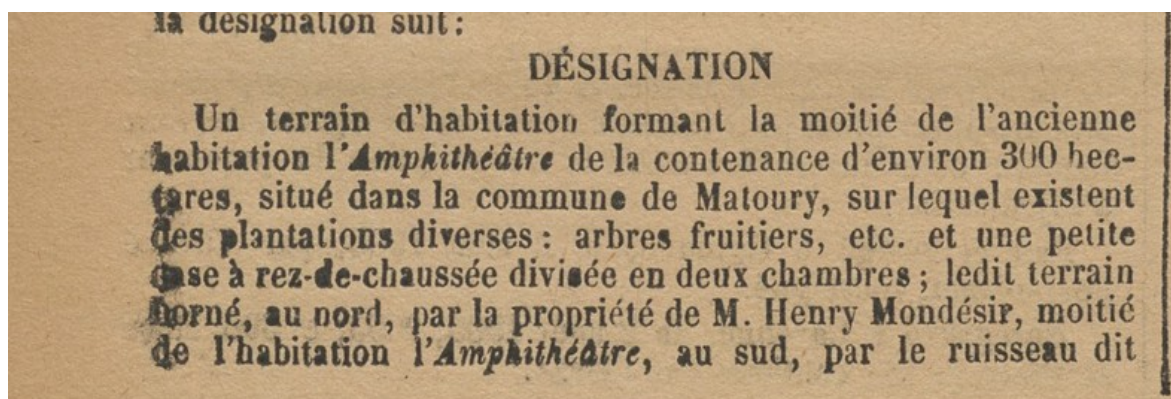 la désignation suit:
DÉSIGNATION
Un terrain d'habitation formant la moitié de l'ancienne
habitation l'Amphithéâtre de la contenance d'environ 300 hec-
tares, situé dans la commune de Matoury, sur lequel existent
des plantations diverses : arbres fruitiers, etc. et une petite
case à rez-de-chaussée divisée en deux chambres ; ledit terrain
borné, au nord, par la propriété de M. Henry Mondésir, moitié
de l'habitation l'Amphithéâtre, au sud, par le ruisseau dit